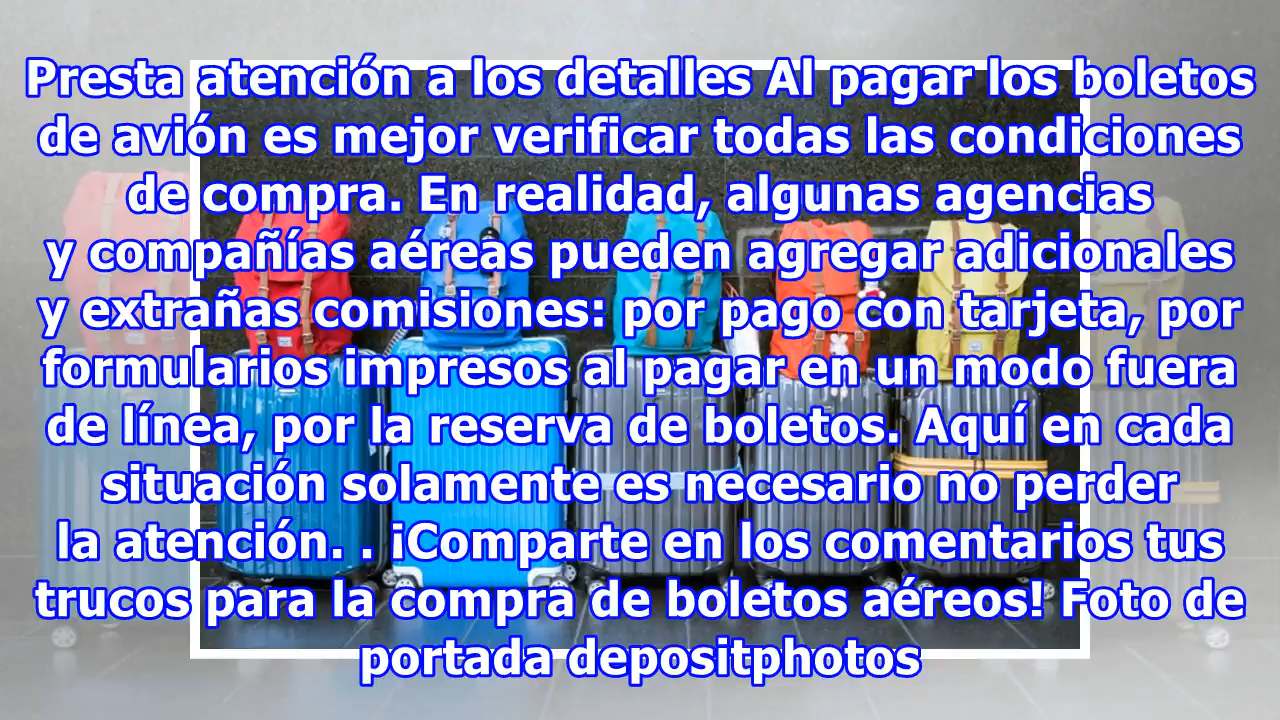 Presta atención a los detalles Al pagar los boletos
de avión es mejor verificar todas las condiciones
de compra. En realidad, algunas agencias
y compañías aéreas pueden agregar adicionales
y extrañas comisiones: por pago con tarjeta, por
formularios impresos al pagar en un modo fuera
de línea, por la reserva de boletos. Aquí en cada
situación solamente es necesario no perder
la atención. . ¡Comparte en los comentarios tus
trucos para la compra de boletos aéreos! Foto de
portada depositphotos